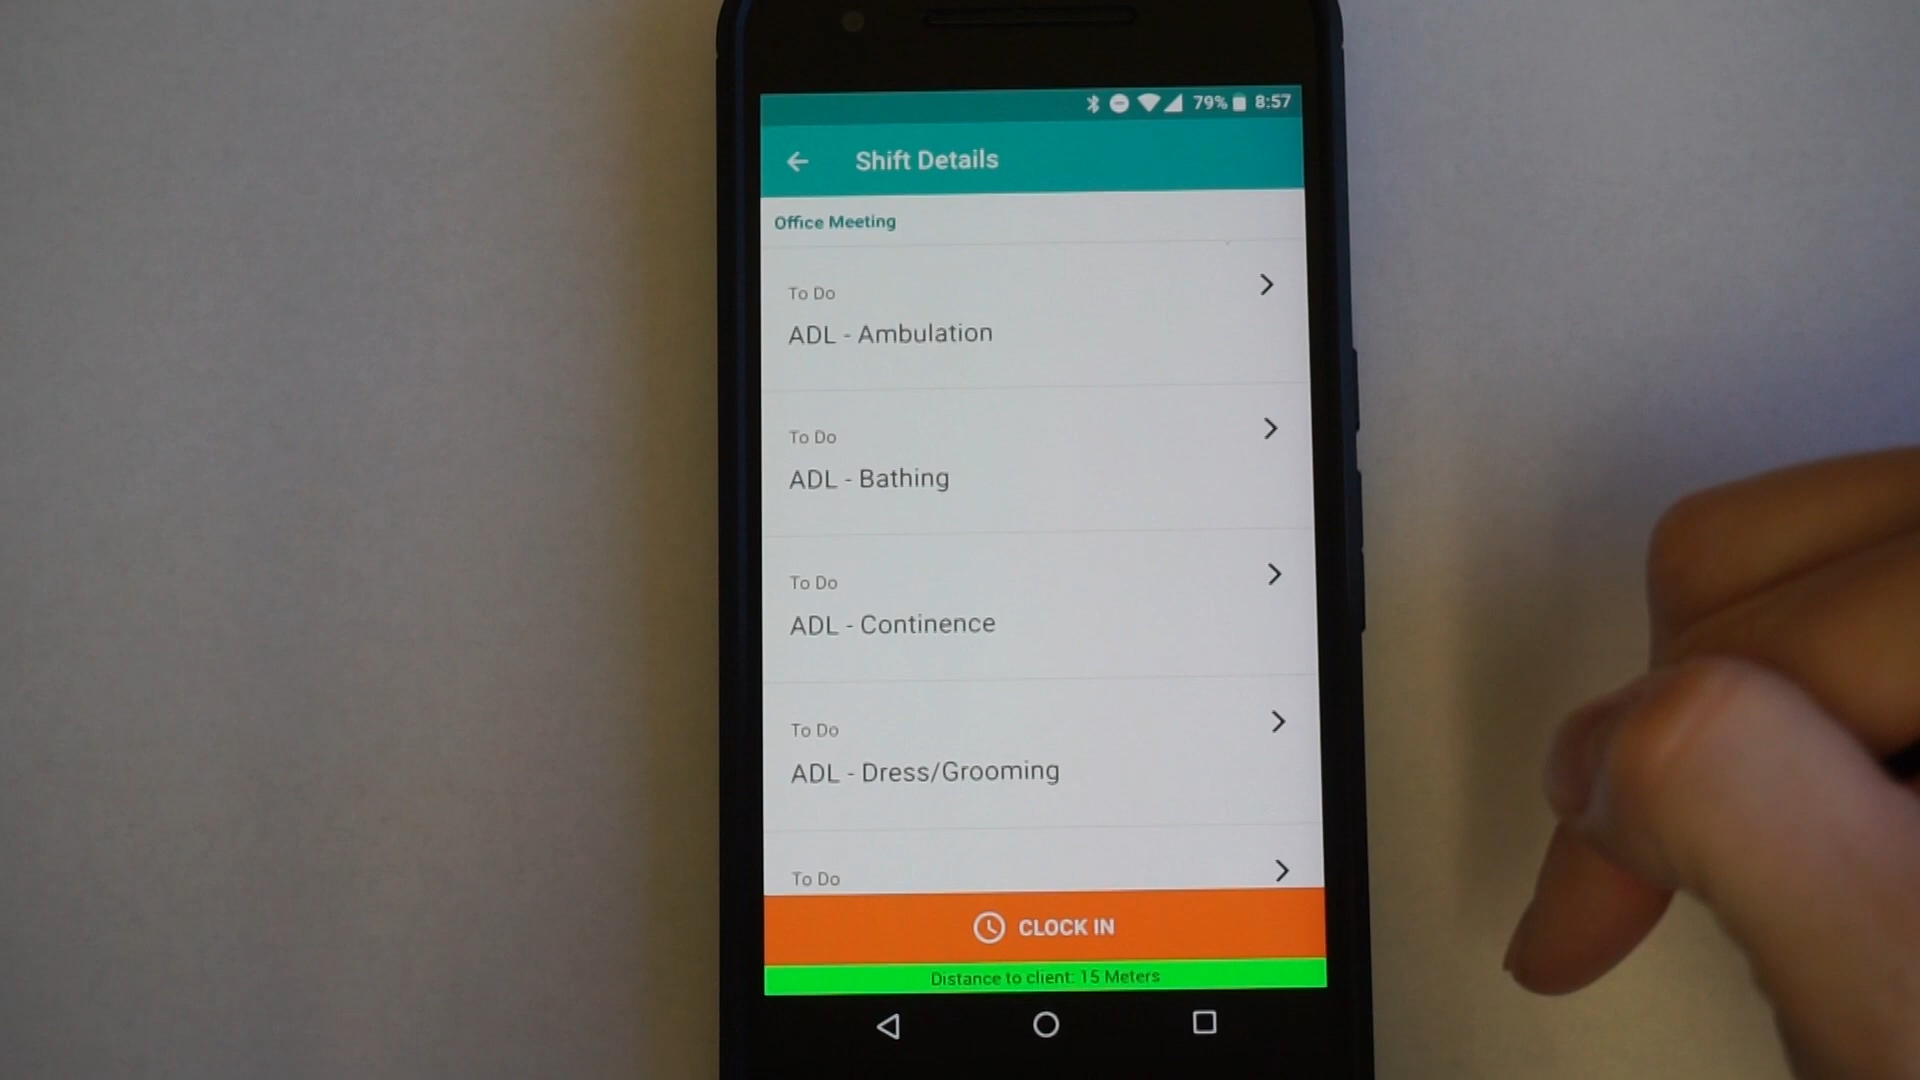 79% 8:57
Shift Details
Office Meeting
To Do
ADL - Ambulation
To Do
ADL - Bathing
To Do
ADL - Continence
To Do
ADL - Dress/Grooming
To Do
CLOCK IN
Distance to client: 15 Meters